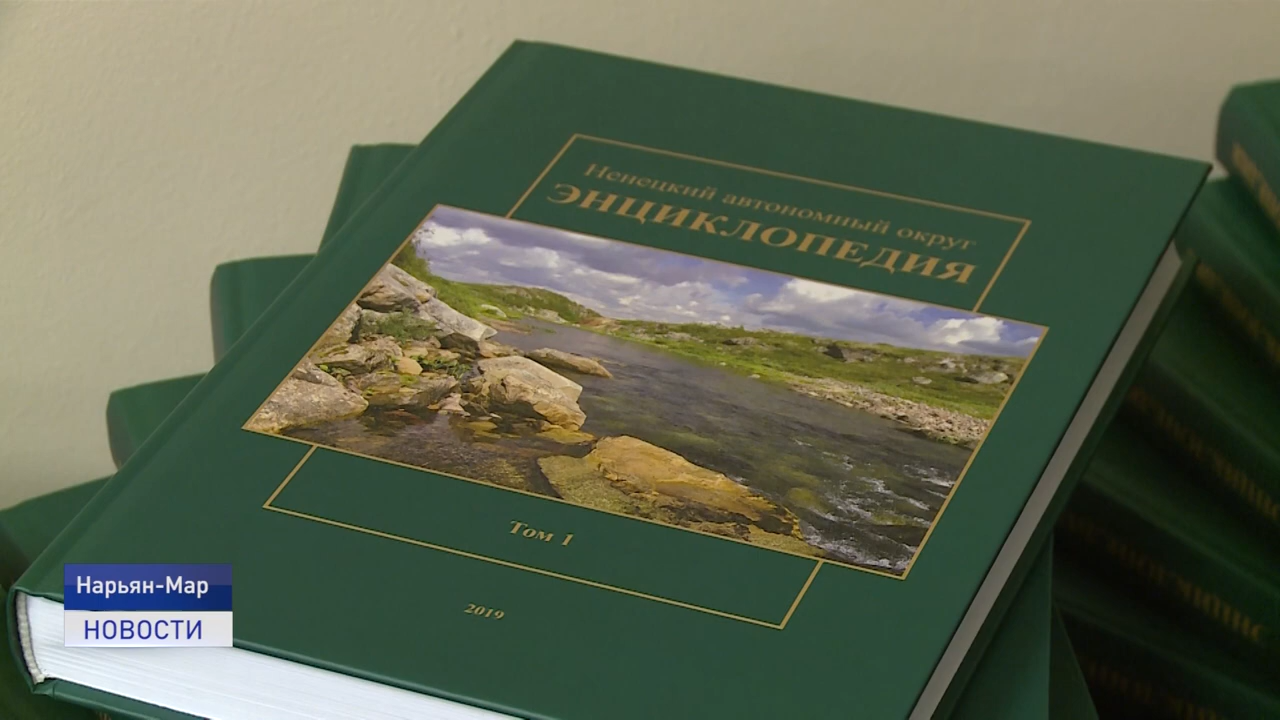 Ненецкий автономный округ
ЭНЦИКЛОПЕДИЯ
Том 1
2019
Нарьян-Мар
НОВОСТИ